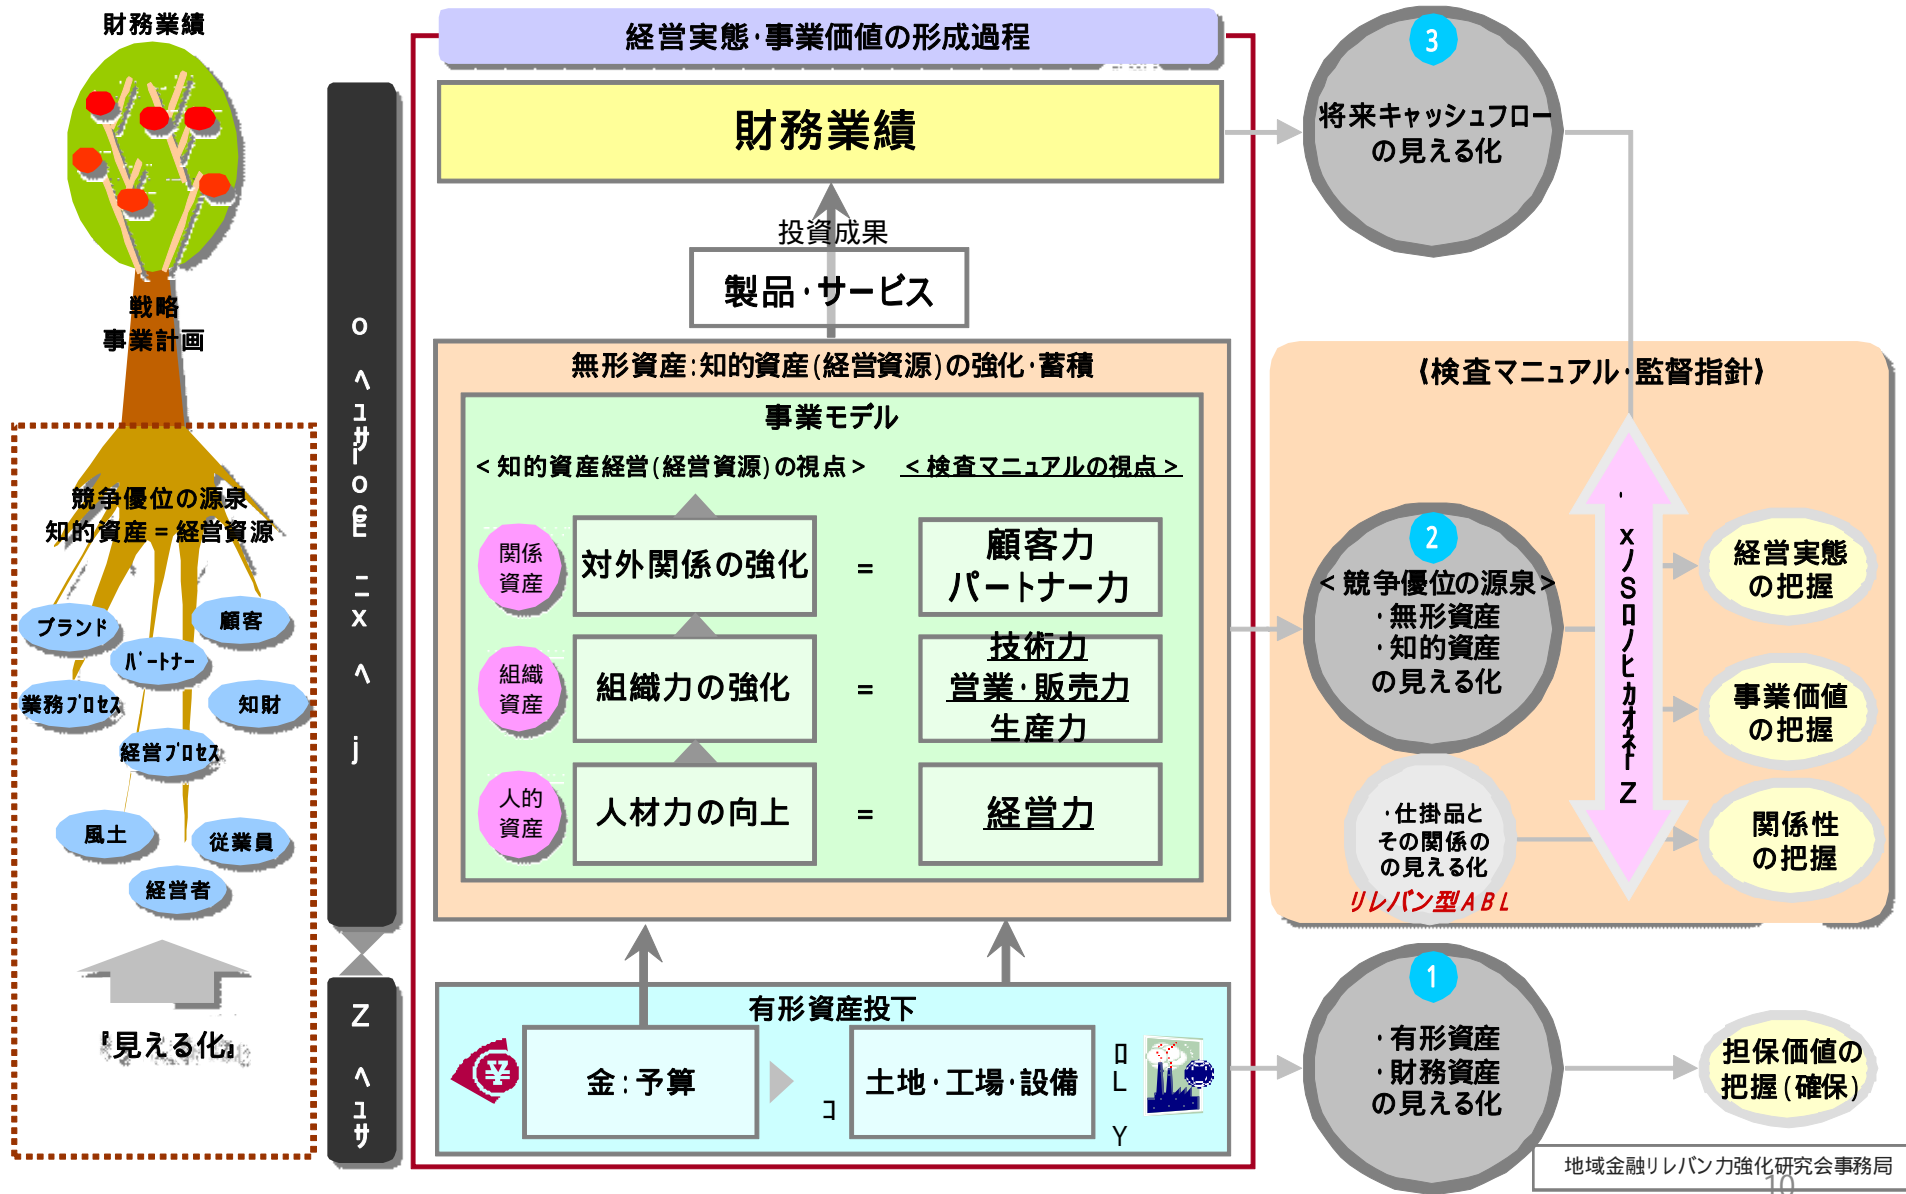 財務業績
戦略
事業計画
競争優位の源泉
知的資産=経営資源
ブランド
顧客
パートナー
業務プロセス
知財
経営プロセス
風土
従業員
経営者
『見える化』
経営実態・事業価値の形成過程
財務業績
投資成果
製品・サービス
無形資産:知的資産(経営資源)の強化・蓄積
事業モデル
<知的資産経営(経営資源)の視点>
<検査マニュアルの視点>
関係
資産
対外関係の強化
=
顧客力
パートナー力
組織
資産
組織力の強化
=
技術力
営業・販売力
生産力
人的
資産
人材力の向上
=
経営力
有形資産投下
金:予算
土地・工場・設備
3
将来キャッシュフロー
の見える化
《検査マニュアル・監督指針》
2
<競争優位の源泉>
・無形資産
・知的資産
の見える化
・仕掛品と
その関係の
の見える化
リレバン型ABL
経営実態
の把握
事業価値
の把握
関係性
の把握
1
・有形資産
・財務資産
の見える化
担保価値の
把握(確保)
地域金融リレバン力強化研究会事務局
10